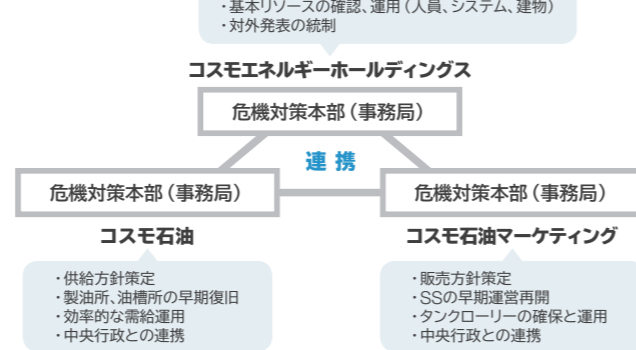 ・基本リソースの確認、運用（人員、システム、建物）
・対外発表の統制
コスモエネルギーホールディングス
危機対策本部（事務局）
連 携
危機対策本部（事務局）
危機対策本部（事務局）
コスモ石油
コスモ石油マーケティング
・供給方針策定
・製油所、油槽所の早期復旧
・効率的な需給運用
・中央行政との連携
・販売方針策定
・SSの早期運営再開
・タンクローリーの確保と運用
・中央行政との連携